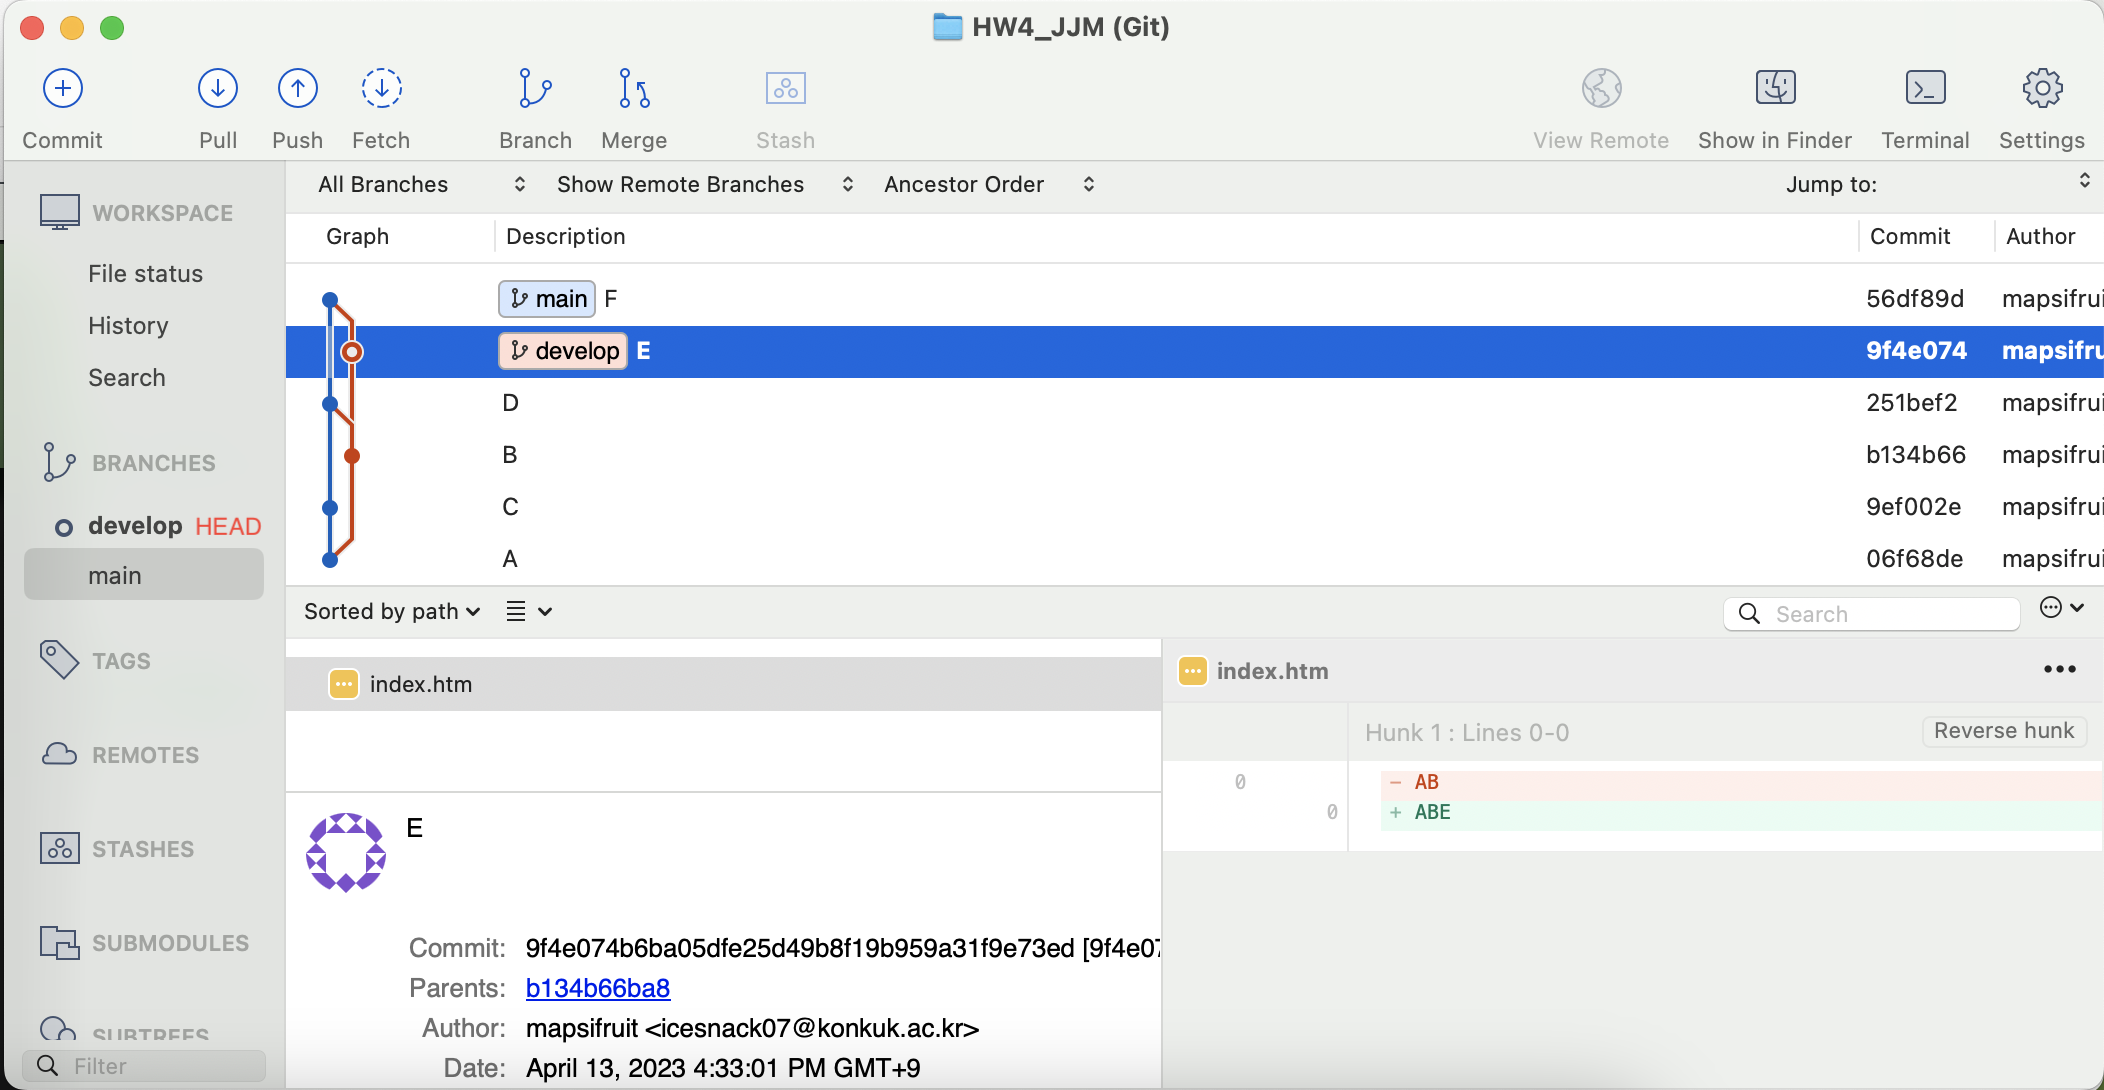 HW4_JJM (Git)
Commit
Pull
Push
Fetch
Branch
Merge
Stash
View Remote
Show in Finder
Terminal
Settings
WORKSPACE
File status
History
Search
BRANCHES
develop HEAD
main
TAGS
REMOTES
STASHES
SUBMODULES
SUBTREES
Filter
All Branches
Show Remote Branches
Ancestor Order
Jump to:
Graph
Description
Commit
Author
main F 56df89d mapsifrui
develop E 9f4e074 mapsifru
D 251bef2 mapsifrui
B b134b66 mapsifrui
C 9ef002e mapsifrui
A 06f68de mapsifrui
Sorted by path
Search
index.htm
E
Commit: 9f4e074b6ba05dfe25d49b8f19b959a31f9e73ed [9f4e07
Parents: b134b66ba8
Author: mapsifruit <icesnack07@konkuk.ac.kr>
Date: April 13, 2023 4:33:01 PM GMT+9
index.htm
Hunk 1 : Lines 0-0
Reverse hunk
0 - AB
0 + ABE